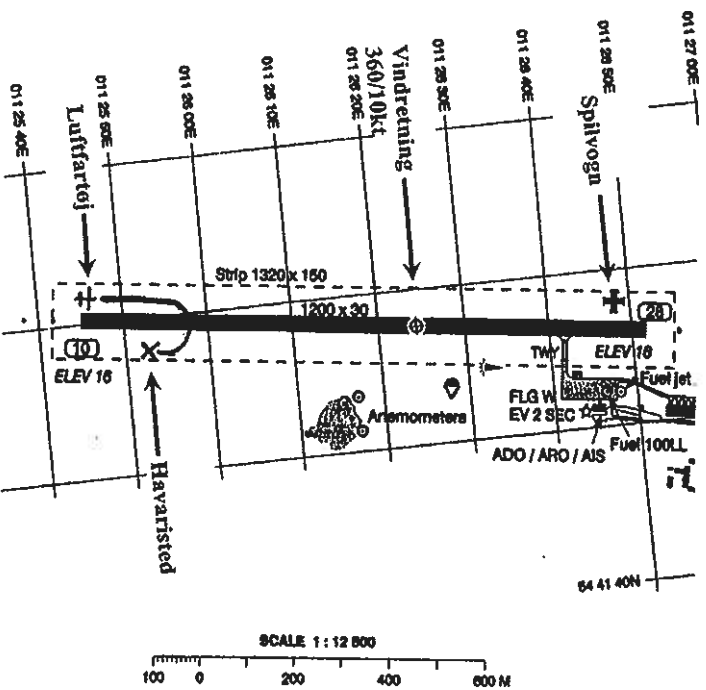 011 25 40E
011 25 50E
011 26 00E
011 26 10E
011 26 20E
011 26 30E
011 26 40E
011 26 50E
011 27 00E
Luftfartøj
Vindretning
360/10kt
Spilvogn
Strip 1320 x 150
1200 x 30
10
28
ELEV 16
TWY
ELEV 16
Anemometers
FLG W
EV 2 SEC
Fuel jet
Fuel 100LL
ADO / ARO / AIS
Havaristed
54 41 40N
SCALE 1 : 12 800
100 0 200 400 600 M